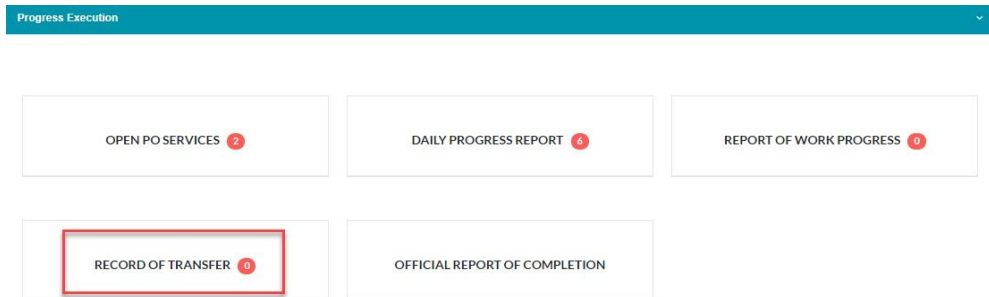 Progress Execution
OPEN PO SERVICES 2
DAILY PROGRESS REPORT 6
REPORT OF WORK PROGRESS 0
RECORD OF TRANSFER 0
OFFICIAL REPORT OF COMPLETION